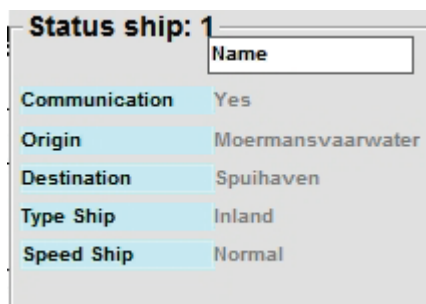 Status ship: 1
Name
Communication Yes
Origin Moermansvaarwater
Destination Spuihaven
Type Ship Inland
Speed Ship Normal